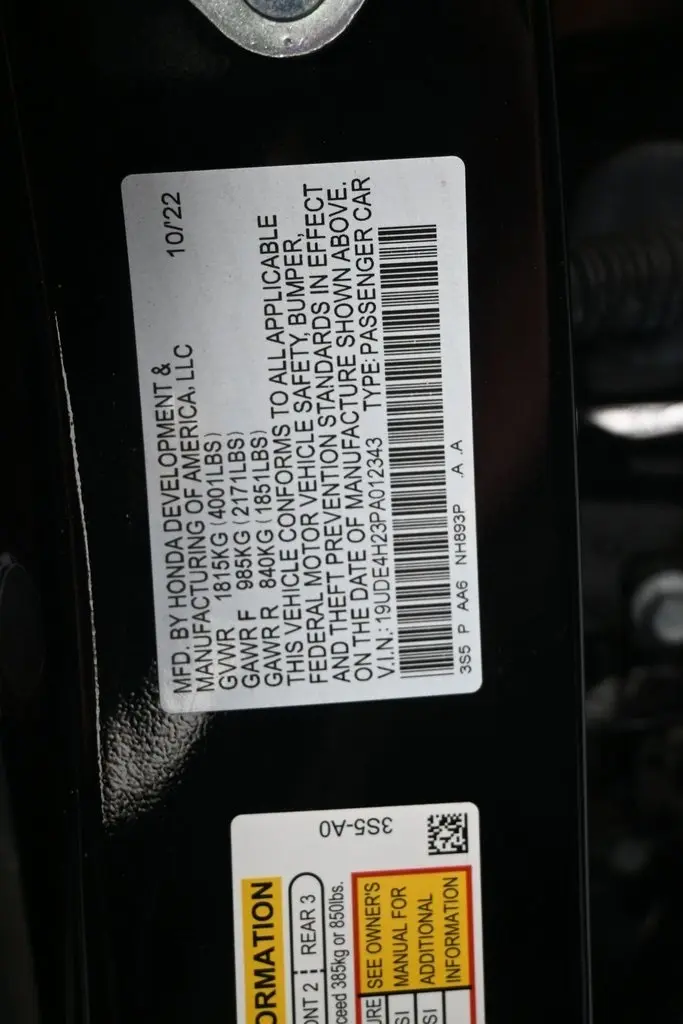 MFD. BY HONDA DEVELOPMENT & 10/'22
MANUFACTURING OF AMERICA, LLC
GVWR 1815KG (4001LBS)
GAWR F 985KG (2171LBS)
GAWR R 840KG (1851LBS)
THIS VEHICLE CONFORMS TO ALL APPLICABLE
FEDERAL MOTOR VEHICLE SAFETY, BUMPER,
AND THEFT PREVENTION STANDARDS IN EFFECT
ON THE DATE OF MANUFACTURE SHOWN ABOVE.
V.I.N.: 19UDE4H23PA012343 TYPE: PASSENGER CAR
3S5 P AA6 NH893P .A .A
3S5-A0
ORMATION
ONT 2 REAR 3
ceed 385kg or 850lbs.
URE SEE OWNER'S
SI MANUAL FOR
SI ADDITIONAL
INFORMATION